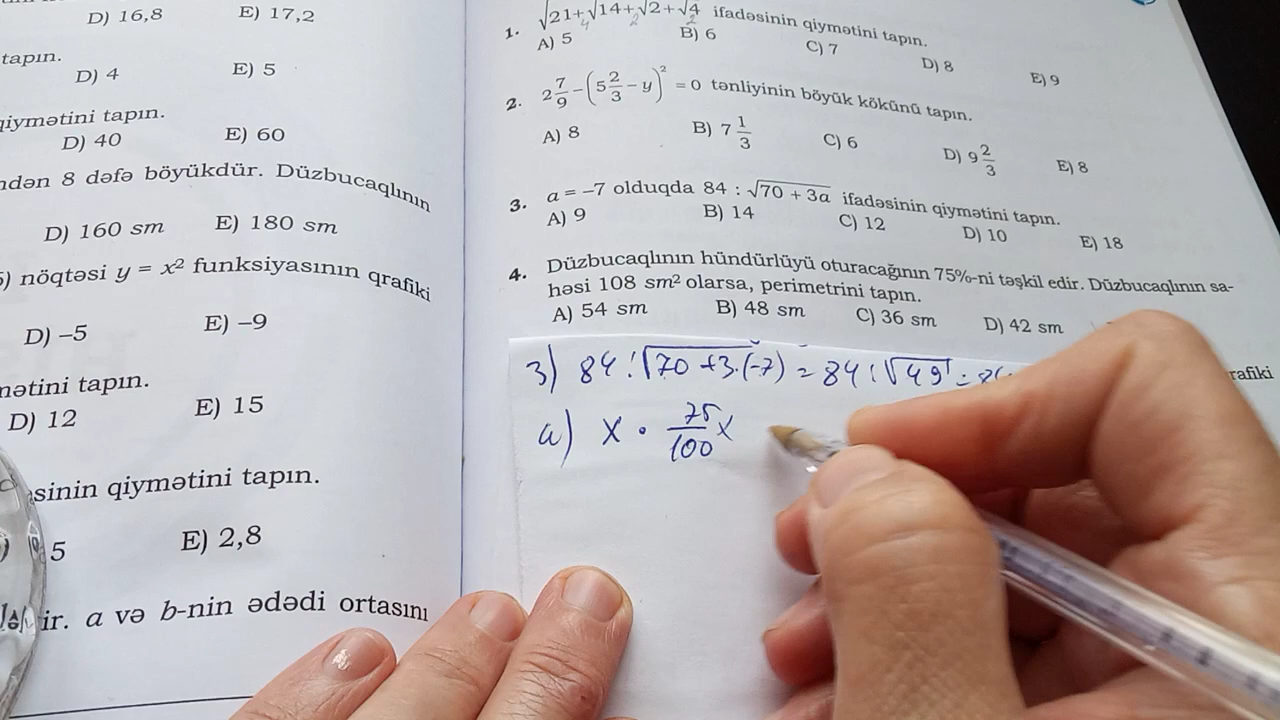 D) 16,8 E) 17,2
tapın.
D) 4 E) 5
qiymətini tapın.
D) 40 E) 60
ndən 8 dəfə böyükdür. Düzbucaqlının
D) 160 sm E) 180 sm
) nöqtəsi y = x² funksiyasının qrafiki
D) –5 E) –9
mətini tapın.
D) 12 E) 15
əsinin qiymətini tapın.
5 E) 2,8
ir. a və b-nin ədədi ortasını
1. √21+√14+√2+√4 ifadəsinin qiymətini tapın.
A) 5 B) 6 C) 7 D) 8 E) 9
2. 2 7/9 – (5 2/3 – y)² = 0 tənliyinin böyük kökünü tapın.
A) 8 B) 7 1/3 C) 6 D) 9 2/3 E) 8
3. a = –7 olduqda 84 : √70 + 3a ifadəsinin qiymətini tapın.
A) 9 B) 14 C) 12 D) 10 E) 18
4. Düzbucaqlının hündürlüyü oturacağının 75%-ni təşkil edir. Düzbucaqlının sa-
həsi 108 sm² olarsa, perimetrini tapın.
A) 54 sm B) 48 sm C) 36 sm D) 42 sm
rafiki
3) 84 : √70 +3·(-7) = 84 : √49 = 84
a) x · 75/100 x